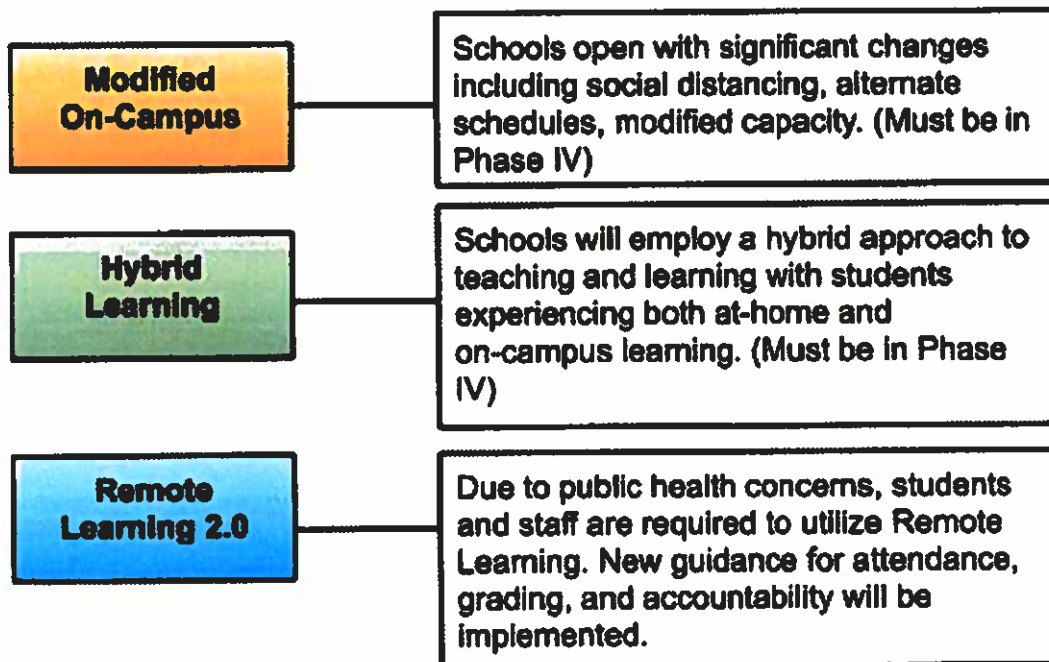 Modified
On-Campus
Schools open with significant changes
including social distancing, alternate
schedules, modified capacity. (Must be in
Phase IV)
Hybrid
Learning
Schools will employ a hybrid approach to
teaching and learning with students
experiencing both at-home and
on-campus learning. (Must be in Phase
IV)
Remote
Learning 2.0
Due to public health concerns, students
and staff are required to utilize Remote
Learning. New guidance for attendance,
grading, and accountability will be
implemented.